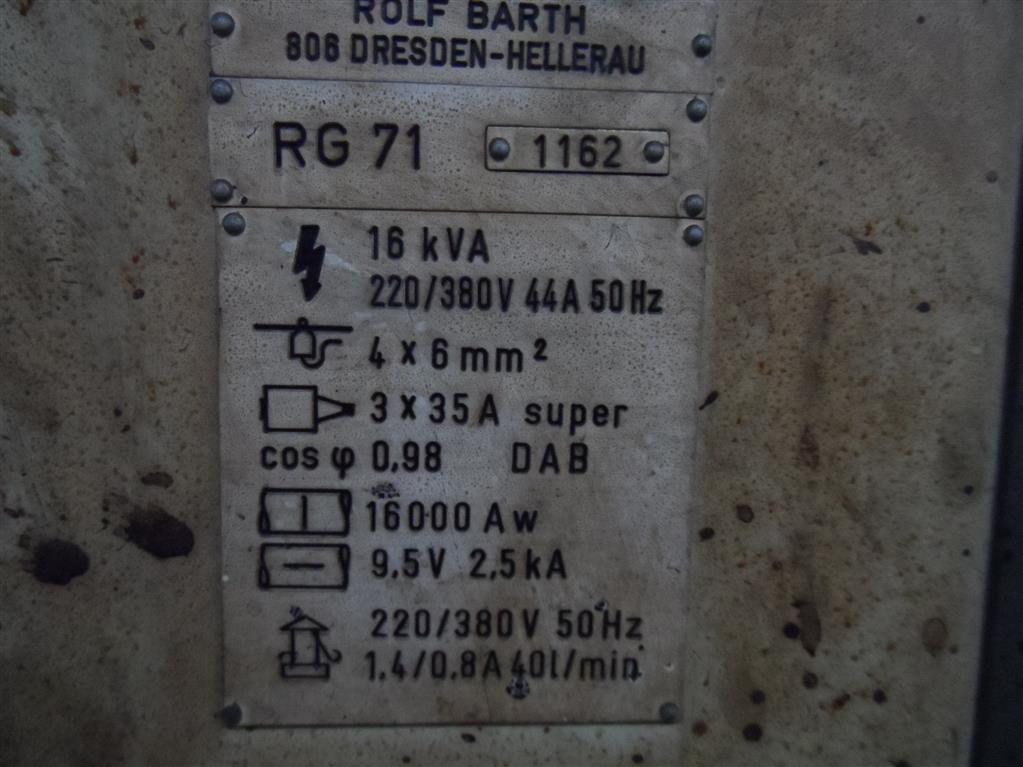 ROLF BARTH
806 DRESDEN-HELLERAU
RG 71 1162
16 kVA
220/380V 44A 50Hz
4 x 6 mm²
3 x 35A super
cos φ 0,98 DAB
16000 Aw
9,5V 2,5kA
220/380V 50Hz
1,4/0,8A 40l/min